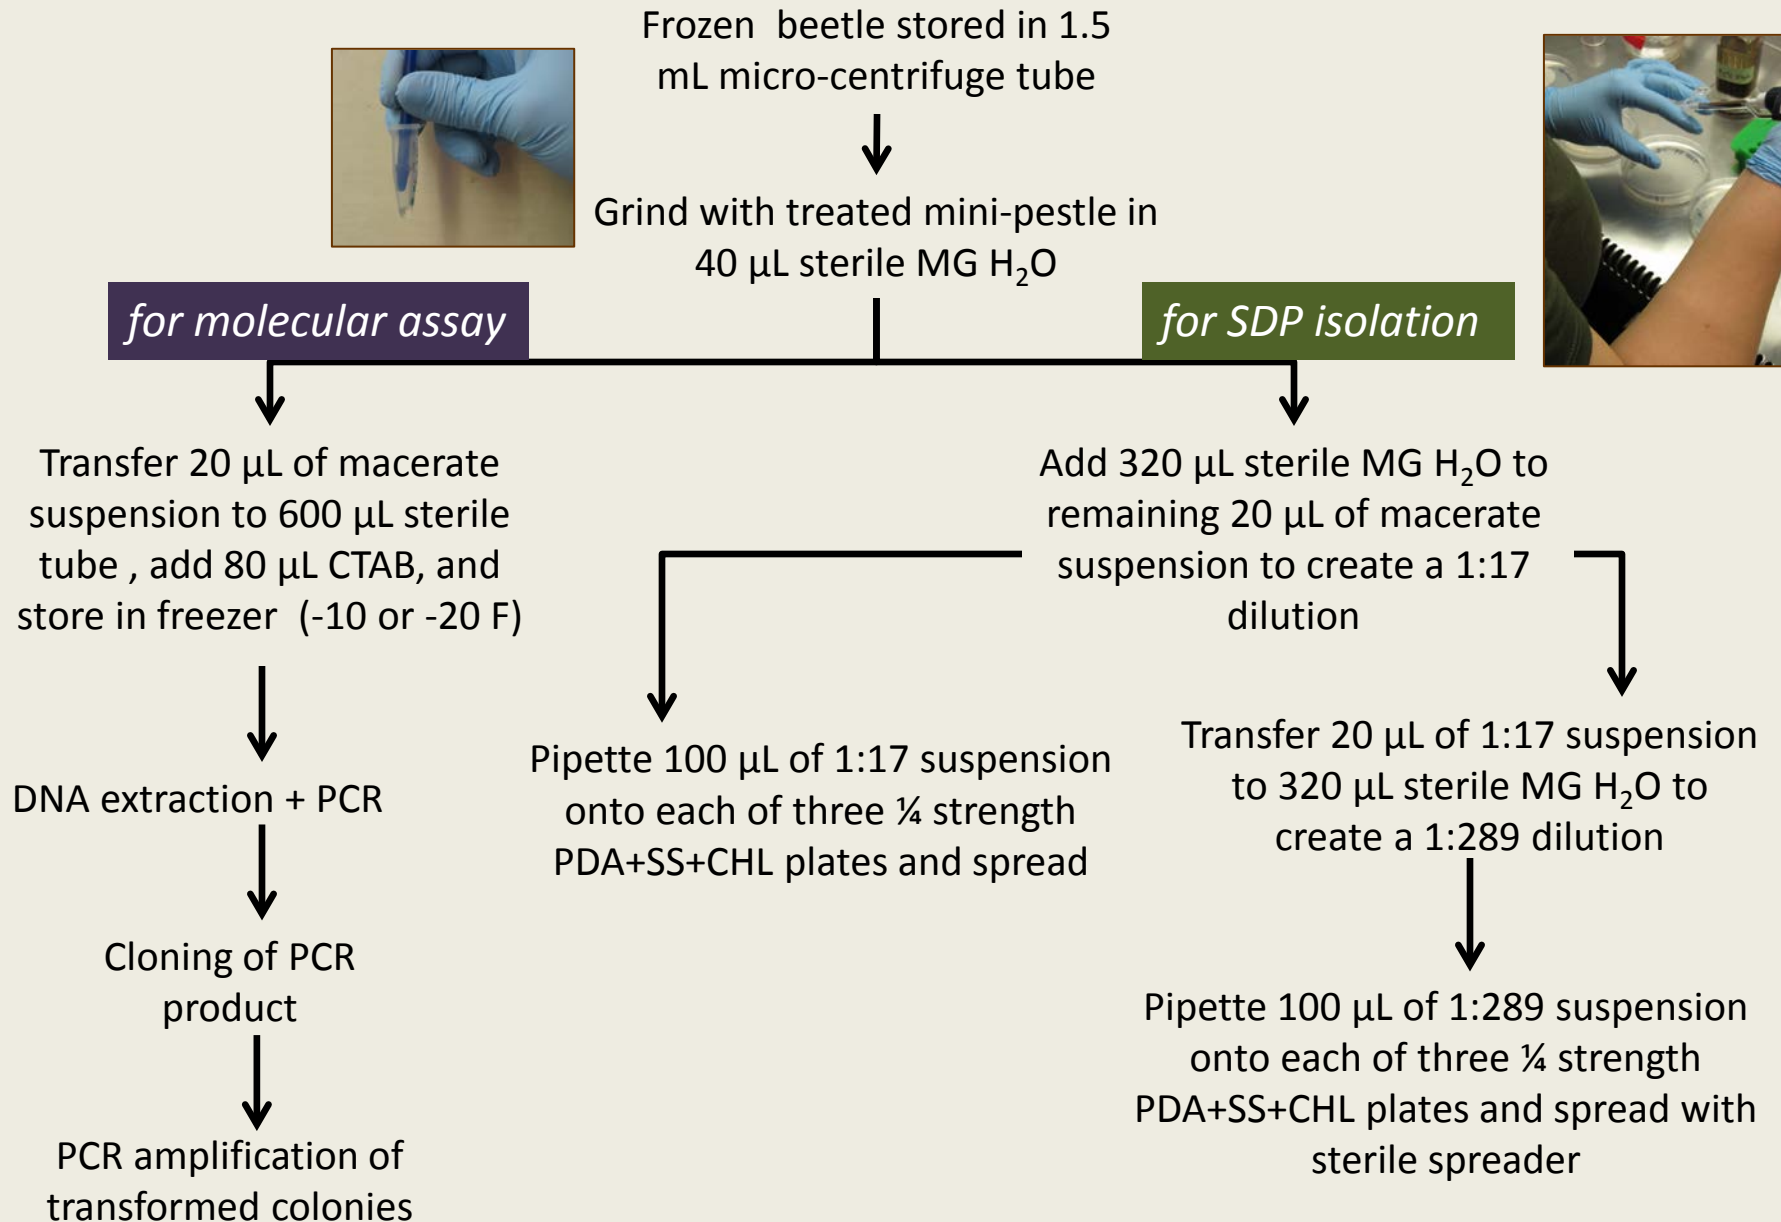 Frozen  beetle stored in 1.5
mL micro-centrifuge tube
Grind with treated mini-pestle in
40 µL sterile MG H₂O
for molecular assay
for SDP isolation
Transfer 20 µL of macerate
suspension to 600 µL sterile
tube , add 80 µL CTAB, and
store in freezer  (-10 or -20 F)
DNA extraction + PCR
Cloning of PCR
product
PCR amplification of
transformed colonies
Add 320 µL sterile MG H₂O to
remaining 20 µL of macerate
suspension to create a 1:17
dilution
Pipette 100 µL of 1:17 suspension
onto each of three ¼ strength
PDA+SS+CHL plates and spread
Transfer 20 µL of 1:17 suspension
to 320 µL sterile MG H₂O to
create a 1:289 dilution
Pipette 100 µL of 1:289 suspension
onto each of three ¼ strength
PDA+SS+CHL plates and spread with
sterile spreader